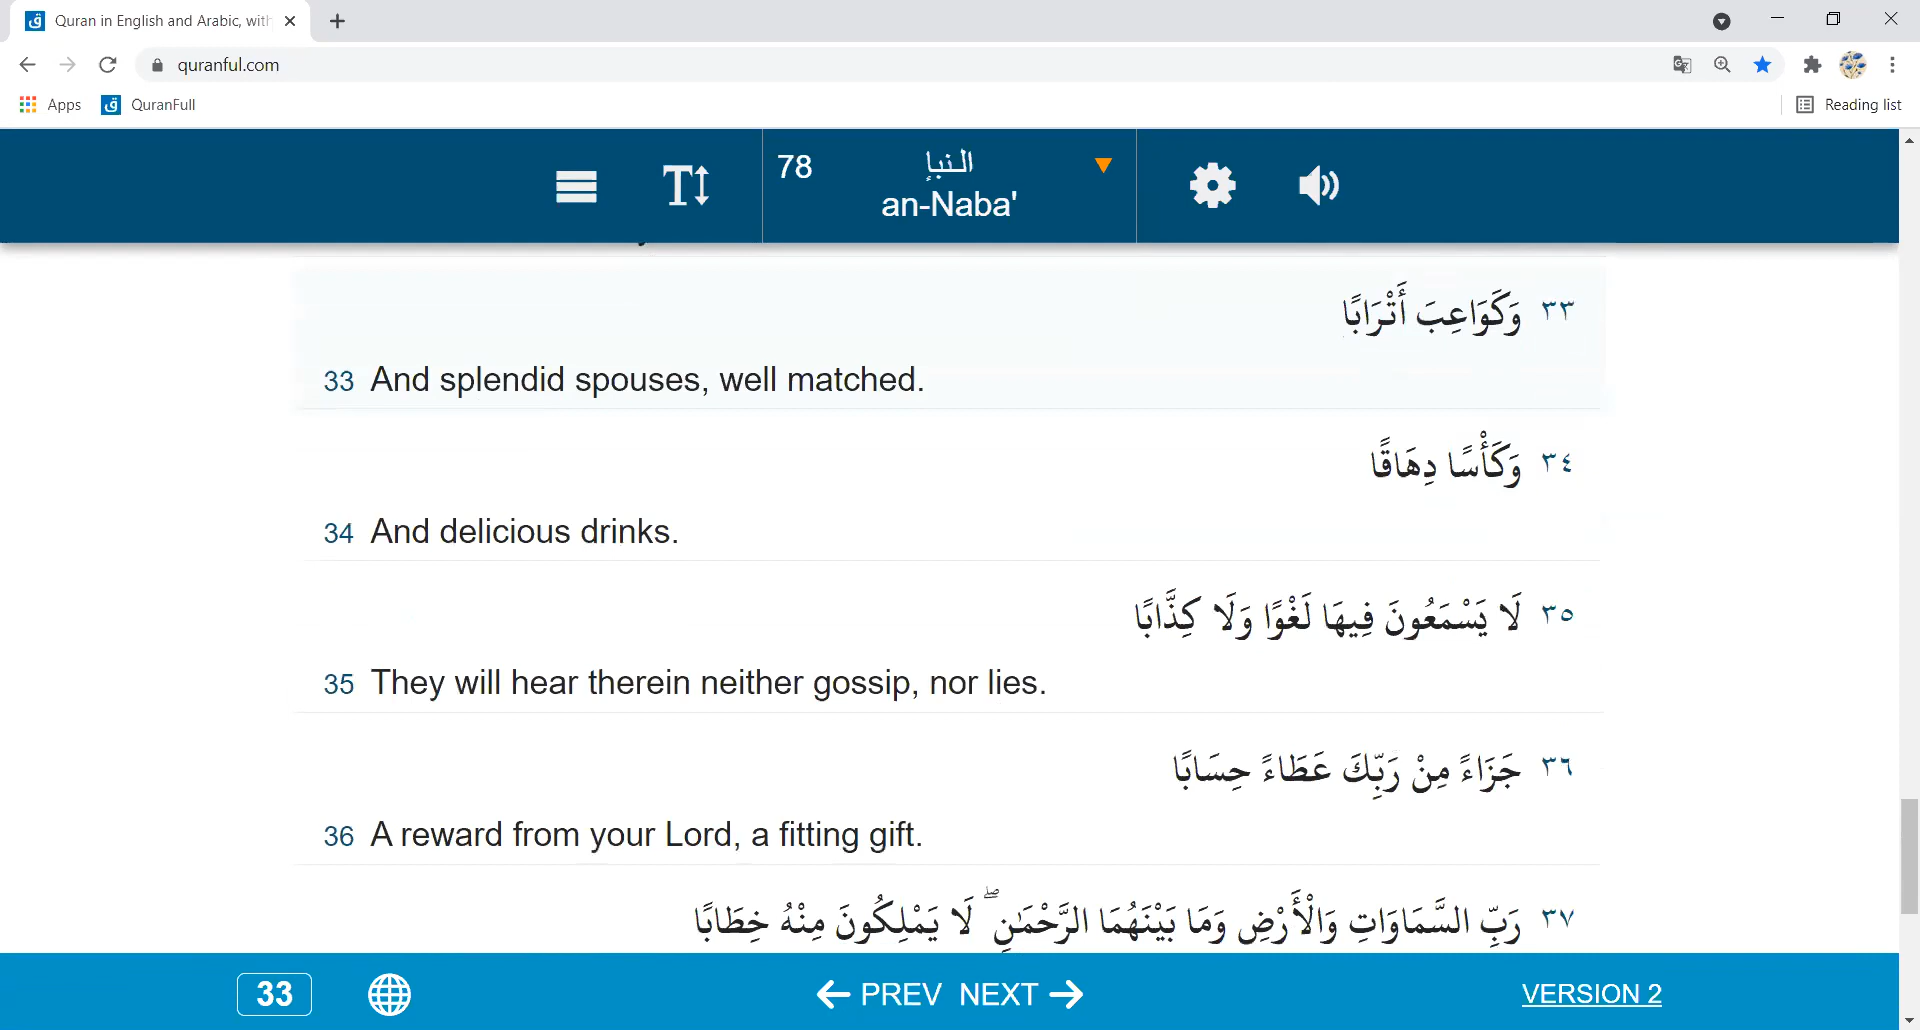 Quran in English and Arabic, with
quranful.com
Apps QuranFull Reading list
78 النبإ
an-Naba'
٣٣ وَكَوَاعِبَ أَتْرَابًا
33 And splendid spouses, well matched.
٣٤ وَكَأْسًا دِهَاقًا
34 And delicious drinks.
٣٥ لَا يَسْمَعُونَ فِيهَا لَغْوًا وَلَا كِذَّابًا
35 They will hear therein neither gossip, nor lies.
٣٦ جَزَاءً مِنْ رَبِّكَ عَطَاءً حِسَابًا
36 A reward from your Lord, a fitting gift.
٣٧ رَبِّ السَّمَاوَاتِ وَالْأَرْضِ وَمَا بَيْنَهُمَا الرَّحْمَٰنِ ۖ لَا يَمْلِكُونَ مِنْهُ خِطَابًا
33 PREV NEXT VERSION 2